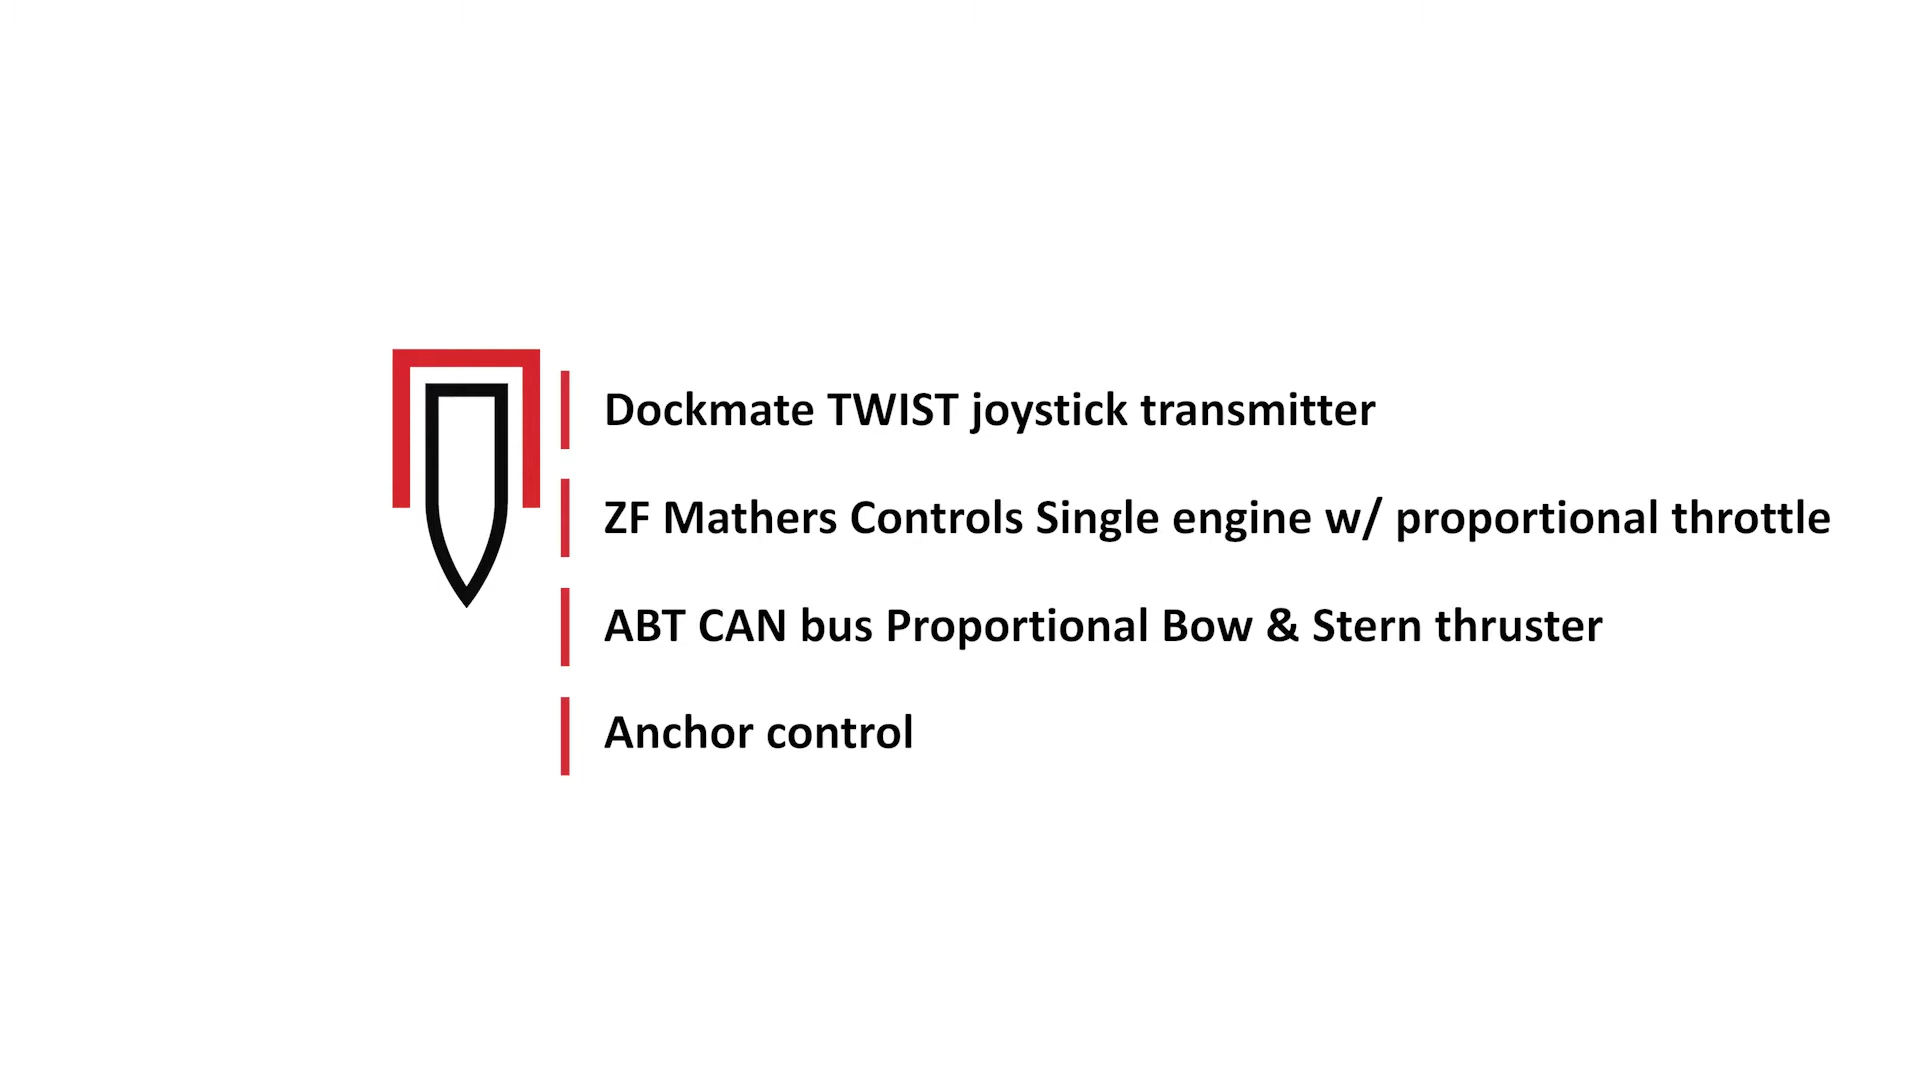 Dockmate TWIST joystick transmitter
ZF Mathers Controls Single engine w/ proportional throttle
ABT CAN bus Proportional Bow & Stern thruster
Anchor control